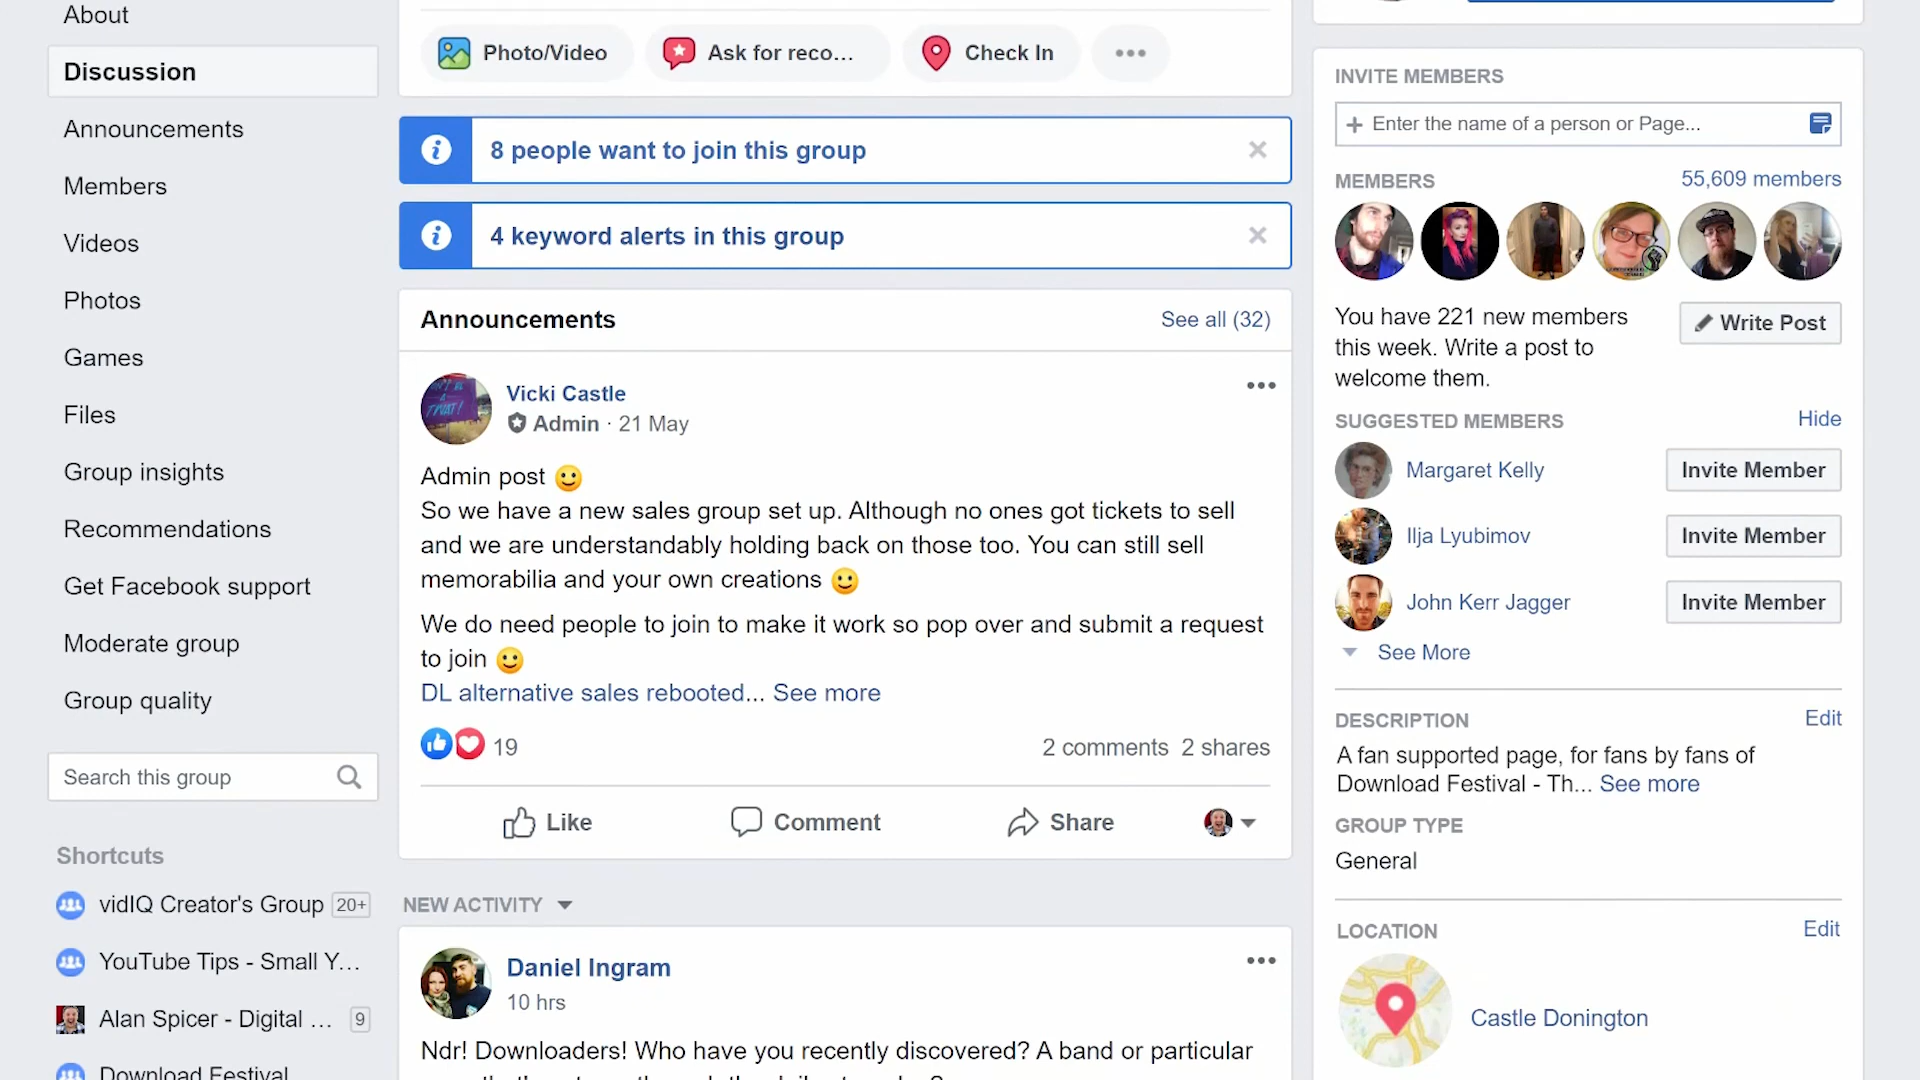 About
Discussion
Announcements
Members
Videos
Photos
Games
Files
Group insights
Recommendations
Get Facebook support
Moderate group
Group quality
Search this group
Shortcuts
vidIQ Creator's Group 20+
YouTube Tips - Small Y...
Alan Spicer - Digital ... 9
Download Festival
Photo/Video
Ask for reco...
Check In
8 people want to join this group
4 keyword alerts in this group
Announcements
See all (32)
Vicki Castle
Admin · 21 May
Admin post 🙂
So we have a new sales group set up. Although no ones got tickets to sell
and we are understandably holding back on those too. You can still sell
memorabilia and your own creations 🙂
We do need people to join to make it work so pop over and submit a request
to join 🙂
DL alternative sales rebooted... See more
19
2 comments 2 shares
Like
Comment
Share
NEW ACTIVITY
Daniel Ingram
10 hrs
Ndr! Downloaders! Who have you recently discovered? A band or particular
INVITE MEMBERS
Enter the name of a person or Page...
MEMBERS
55,609 members
You have 221 new members
this week. Write a post to
welcome them.
Write Post
SUGGESTED MEMBERS
Hide
Margaret Kelly
Invite Member
Ilja Lyubimov
Invite Member
John Kerr Jagger
Invite Member
See More
DESCRIPTION
Edit
A fan supported page, for fans by fans of
Download Festival - Th... See more
GROUP TYPE
General
LOCATION
Edit
Castle Donington